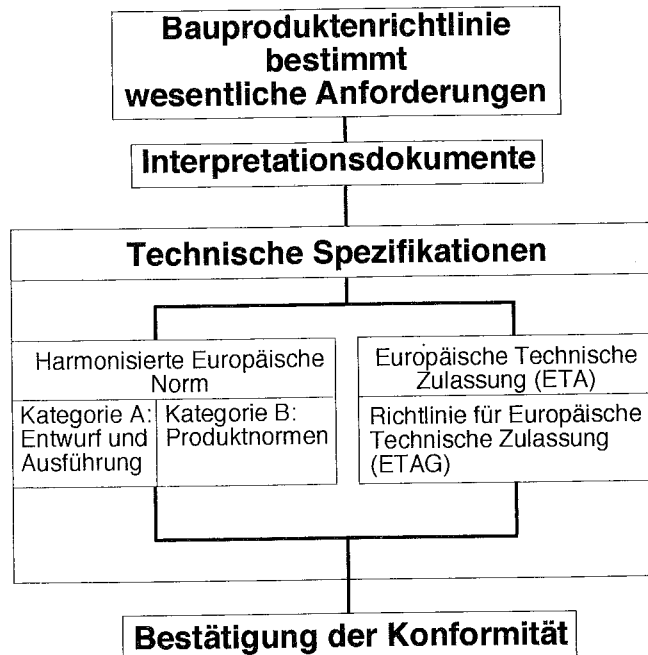 Bauproduktenrichtlinie
bestimmt
wesentliche Anforderungen
Interpretationsdokumente
Technische Spezifikationen
Harmonisierte Europäische
Norm
Kategorie A:
Entwurf und
Ausführung
Kategorie B:
Produktnormen
Europäische Technische
Zulassung (ETA)
Richtlinie für Europäische
Technische Zulassung
(ETAG)
Bestätigung der Konformität